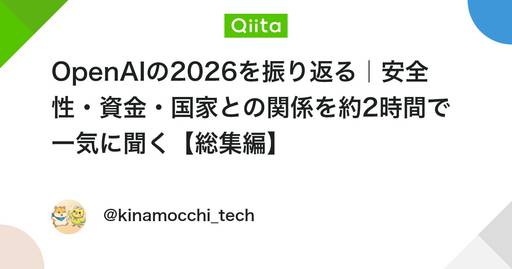 Qiita
OpenAIの2026を振り返る｜安全
性・資金・国家との関係を約2時間で
一気に聞く【総集編】
@kinamocchi_tech